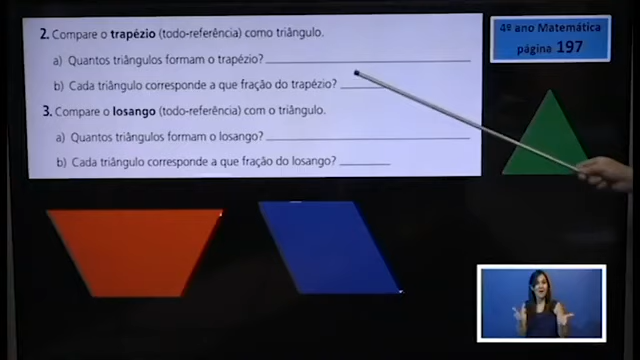 2. Compare o trapézio (todo-referência) como triângulo.
a) Quantos triângulos formam o trapézio?
b) Cada triângulo corresponde a que fração do trapézio?
3. Compare o losango (todo-referência) com o triângulo.
a) Quantos triângulos formam o losango?
b) Cada triângulo corresponde a que fração do losango?
4º ano Matemática
página 197